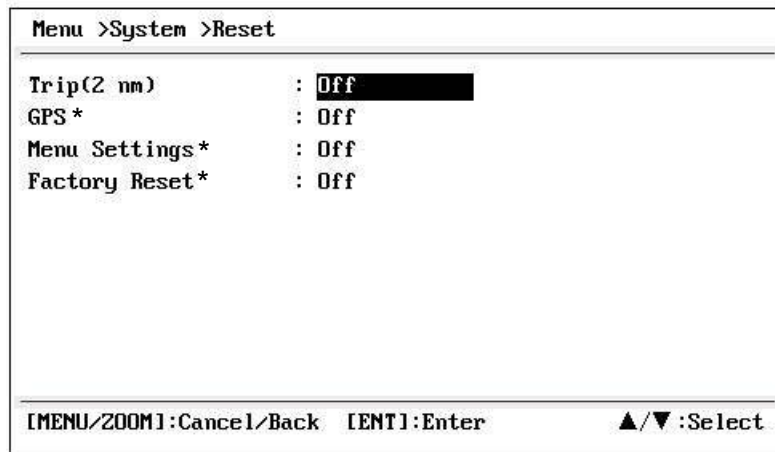 Menu >System >Reset
Trip(2 nm) : Off
GPS* : Off
Menu Settings* : Off
Factory Reset* : Off
[MENU/ZOOM]:Cancel/Back [ENT]:Enter ▲/▼:Select